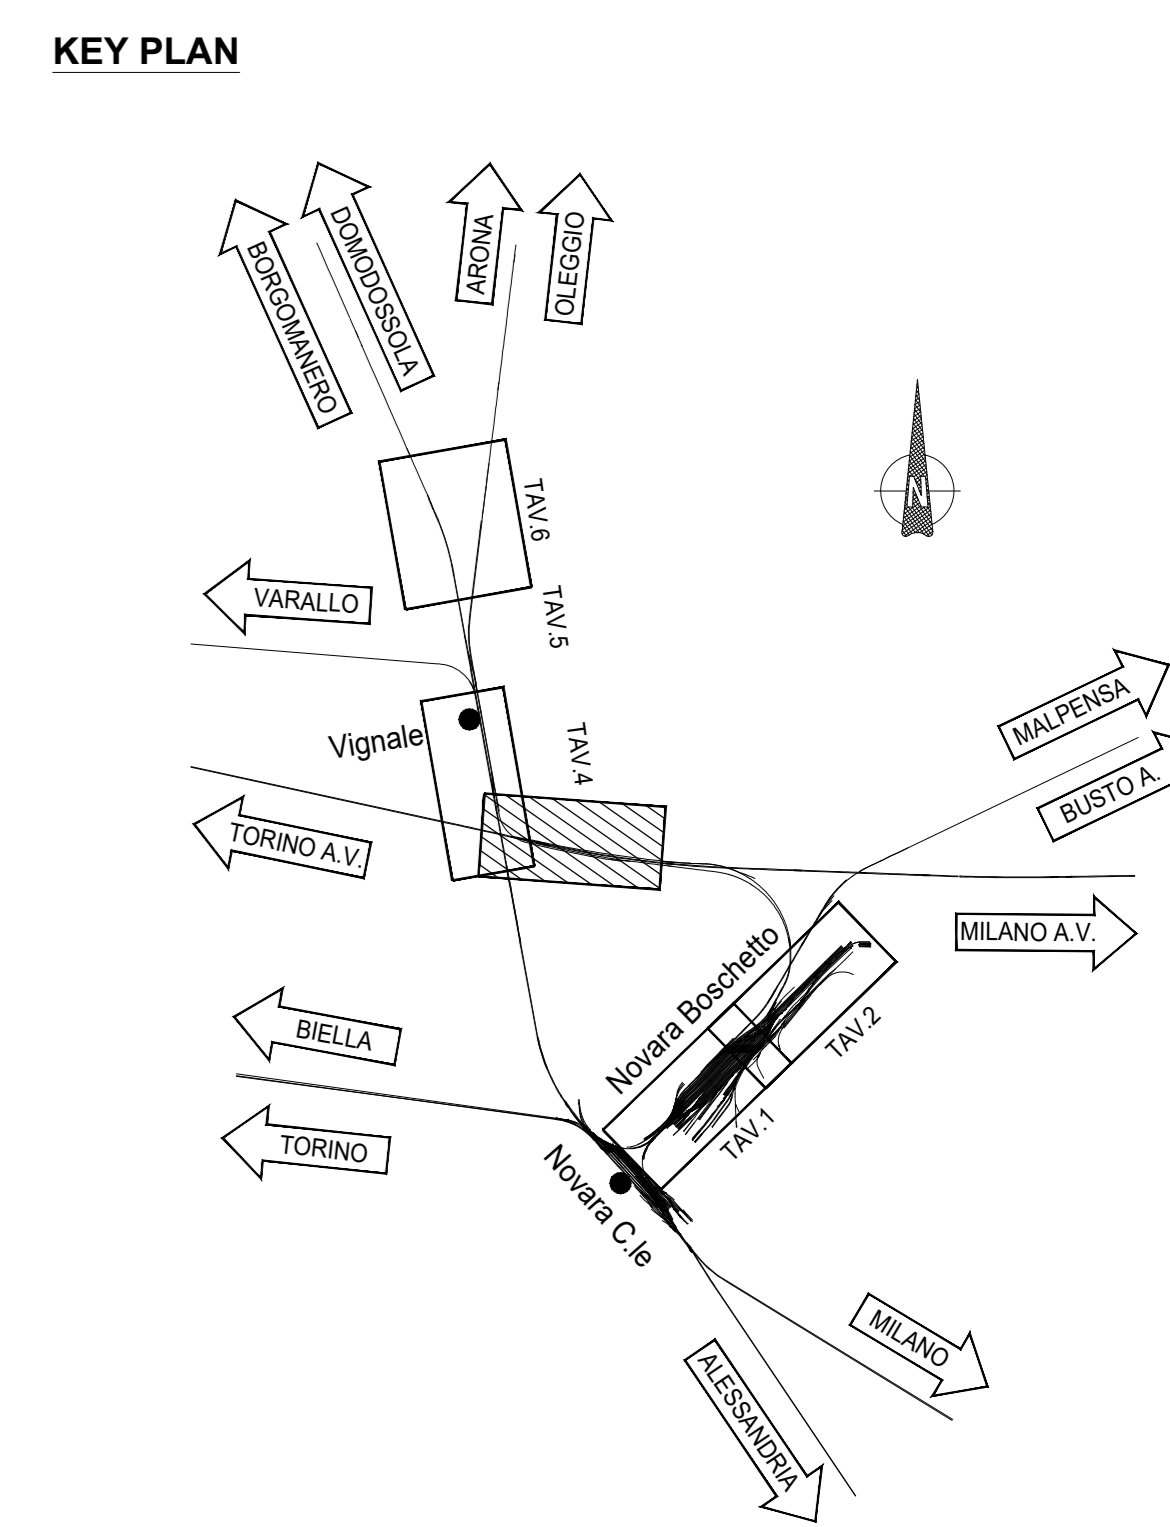 KEY PLAN
BORGOMANERO
DOMODOSSOLA
ARONA
OLEGGIO
N
TAV.6
TAV.5
VARALLO
MALPENSA
BUSTO A.
Vignale
TAV.4
TORINO A.V.
MILANO A.V.
Novara Boschetto
TAV.2
BIELLA
TAV.1
TORINO
Novara C.le
MILANO
ALESSANDRIA